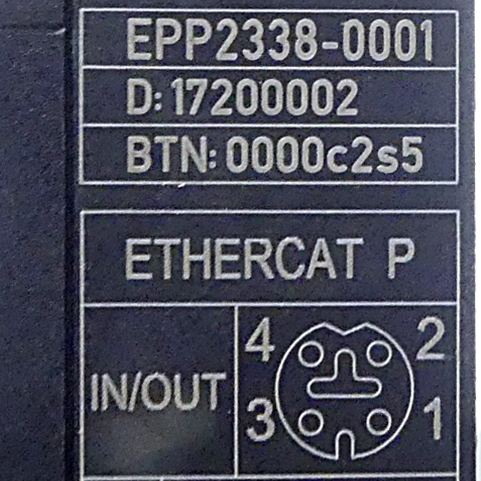 EPP2338-0001
D: 17200002
BTN: 0000c2s5
ETHERCAT P
IN/OUT
4 2
3 1